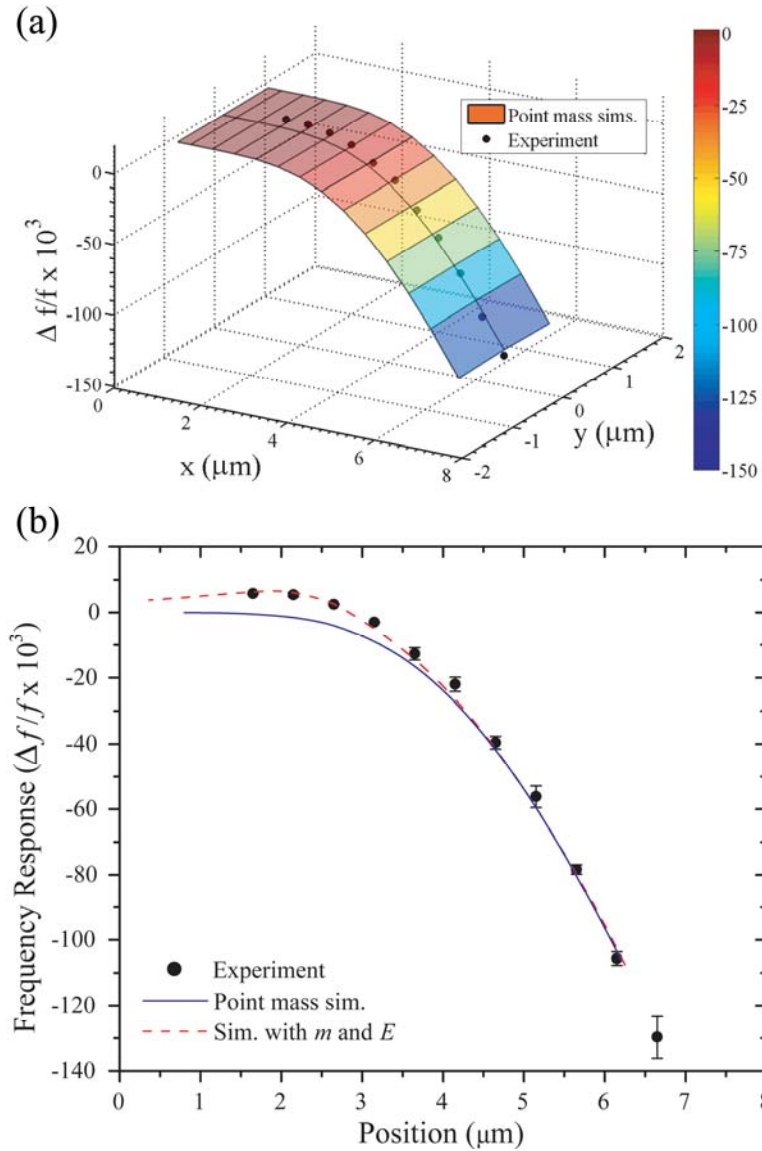 (a)
0
-50
-100
-150
Δ f/f x 10³
0
2
4
6
8
x (μm)
-2
-1
0
1
2
y (μm)
Point mass sims.
Experiment
0
-25
-50
-75
-100
-125
-150
(b)
20
0
-20
-40
-60
-80
-100
-120
-140
Frequency Response (Δf/f x 10³)
Experiment
Point mass sim.
Sim. with m and E
0 1 2 3 4 5 6 7 8
Position (μm)